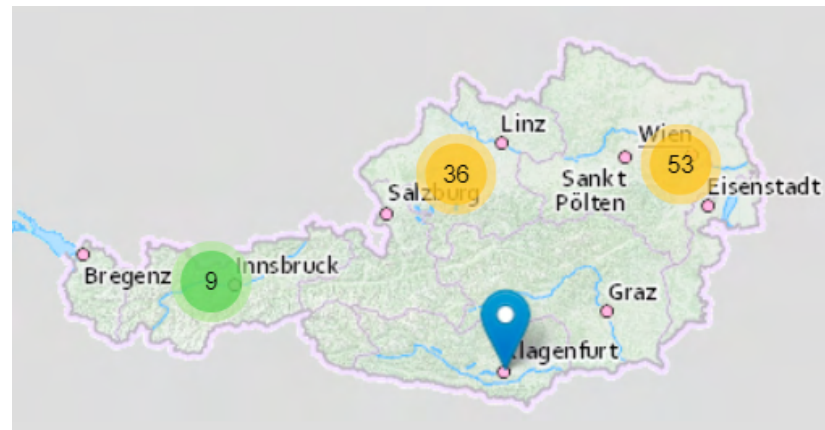 Linz
Wien
36
53
Sankt
Pölten
Salzburg
Eisenstadt
Innsbruck
Bregenz
9
Graz
Klagenfurt